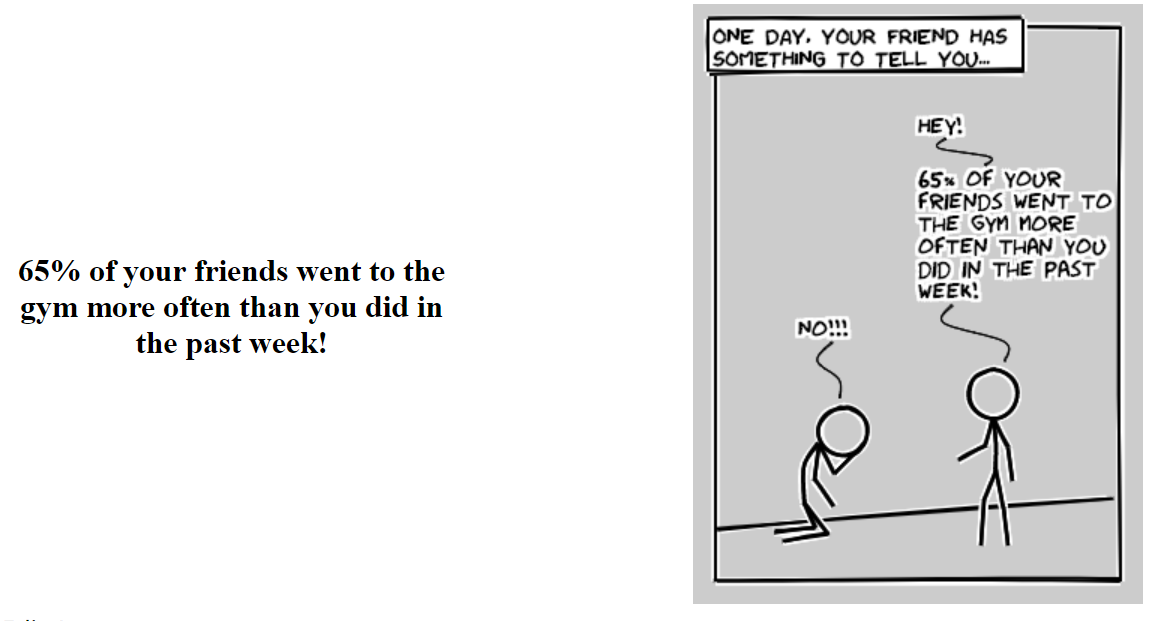 65% of your friends went to the
gym more often than you did in
the past week!
ONE DAY, YOUR FRIEND HAS
SOMETHING TO TELL YOU...
HEY!
65% OF YOUR
FRIENDS WENT TO
THE GYM MORE
OFTEN THAN YOU
DID IN THE PAST
WEEK!
NO!!!